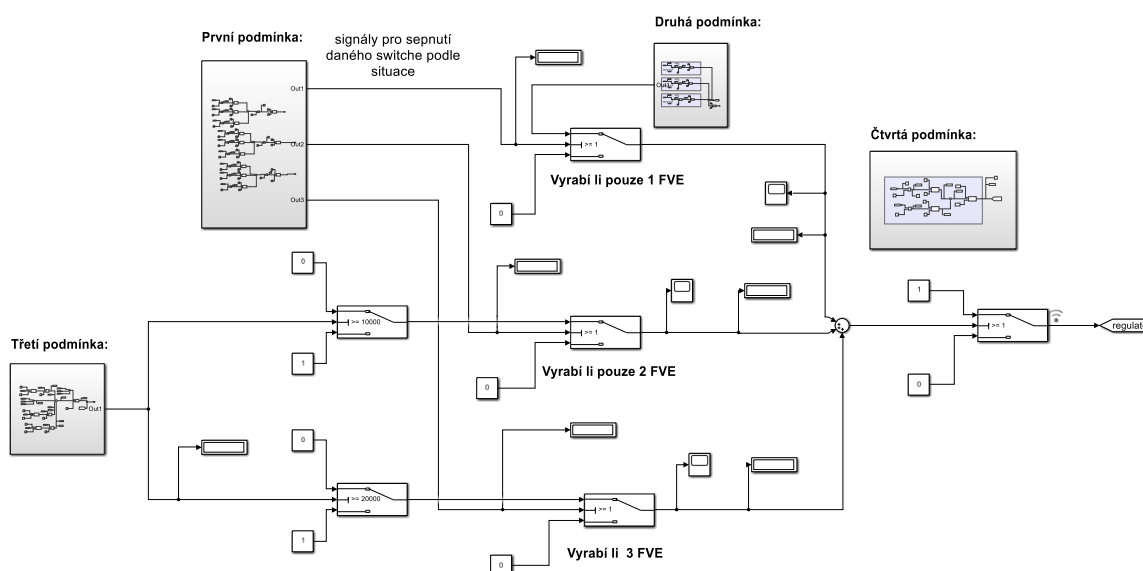 Druhá podmínka:
První podmínka:
signály pro sepnutí
daného switche podle
situace
Out1
Out2
Out3
>= 1
Vyrabí li pouze 1 FVE
0
Čtvrtá podmínka:
0
>= 10000
1
>= 1
0
Vyrabí li pouze 2 FVE
1
>= 1
0
Třetí podmínka:
Out1
0
>= 20000
1
>= 1
0
Vyrabí li  3 FVE